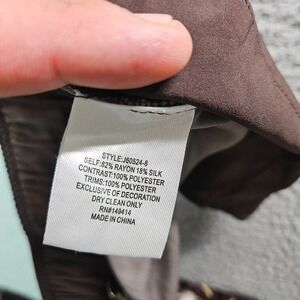 STYLE:J60524-8
SELF:82% RAYON 18% SILK
CONTRAST:100% POLYESTER
TRIMS:100% POLYESTER
EXCLUSIVE OF DECORATION
DRY CLEAN ONLY
RN#149414
MADE IN CHINA